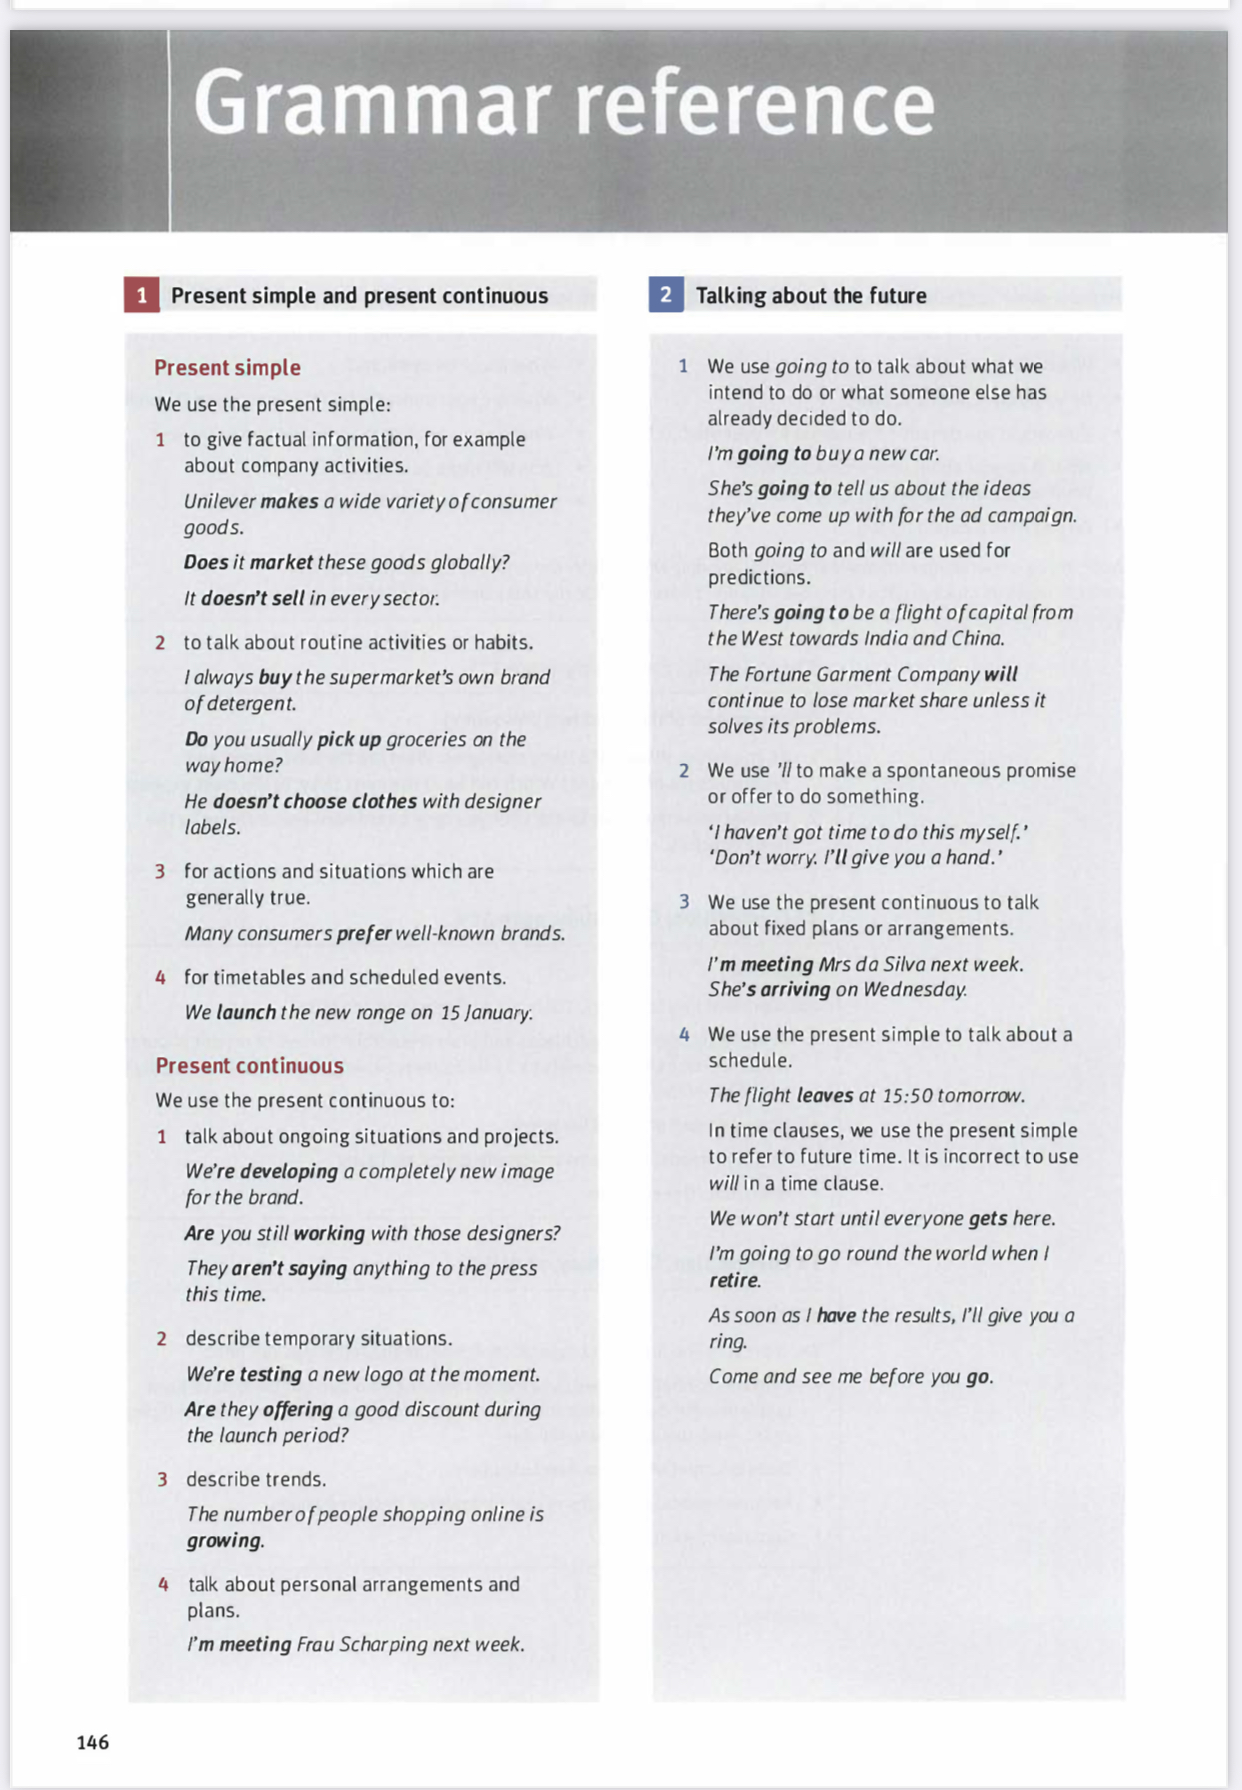 Grammar reference
1 Present simple and present continuous
Present simple
We use the present simple:
1 to give factual information, for example
about company activities.
Unilever makes a wide variety of consumer
goods.
Does it market these goods globally?
It doesn't sell in every sector.
2 to talk about routine activities or habits.
I always buy the supermarket's own brand
of detergent.
Do you usually pick up groceries on the
way home?
He doesn't choose clothes with designer
labels.
3 for actions and situations which are
generally true.
Many consumers prefer well-known brands.
4 for timetables and scheduled events.
We launch the new range on 15 January.
Present continuous
We use the present continuous to:
1 talk about ongoing situations and projects.
We're developing a completely new image
for the brand.
Are you still working with those designers?
They aren't saying anything to the press
this time.
2 describe temporary situations.
We're testing a new logo at the moment.
Are they offering a good discount during
the launch period?
3 describe trends.
The number of people shopping online is
growing.
4 talk about personal arrangements and
plans.
I'm meeting Frau Scharping next week.
2 Talking about the future
1 We use going to to talk about what we
intend to do or what someone else has
already decided to do.
I'm going to buy a new car.
She's going to tell us about the ideas
they've come up with for the ad campaign.
Both going to and will are used for
predictions.
There's going to be a flight of capital from
the West towards India and China.
The Fortune Garment Company will
continue to lose market share unless it
solves its problems.
2 We use 'll to make a spontaneous promise
or offer to do something.
'I haven't got time to do this myself.'
'Don't worry. I'll give you a hand.'
3 We use the present continuous to talk
about fixed plans or arrangements.
I'm meeting Mrs da Silva next week.
She's arriving on Wednesday.
4 We use the present simple to talk about a
schedule.
The flight leaves at 15:50 tomorrow.
In time clauses, we use the present simple
to refer to future time. It is incorrect to use
will in a time clause.
We won't start until everyone gets here.
I'm going to go round the world when I
retire.
As soon as I have the results, I'll give you a
ring.
Come and see me before you go.
146